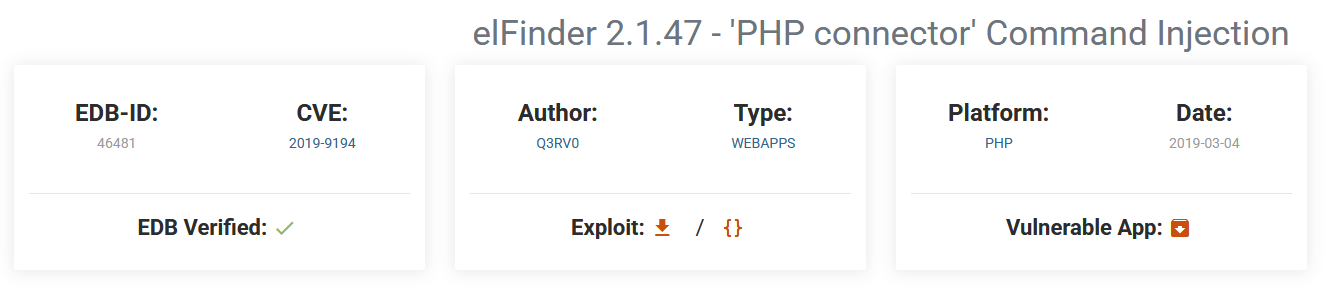 elFinder 2.1.47 - 'PHP connector' Command Injection
EDB-ID: CVE:
46481 2019-9194
EDB Verified:
Author: Type:
Q3RV0 WEBAPPS
Exploit: / {}
Platform: Date:
PHP 2019-03-04
Vulnerable App: